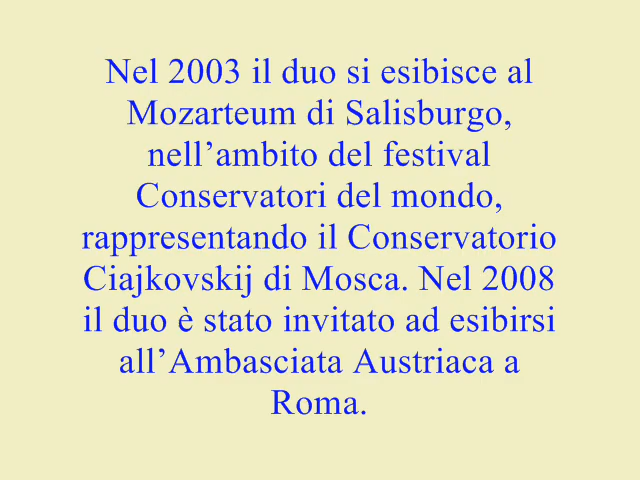 Nel 2003 il duo si esibisce al
Mozarteum di Salisburgo,
nell’ambito del festival
Conservatori del mondo,
rappresentando il Conservatorio
Ciajkovskij di Mosca. Nel 2008
il duo è stato invitato ad esibirsi
all’Ambasciata Austriaca a
Roma.